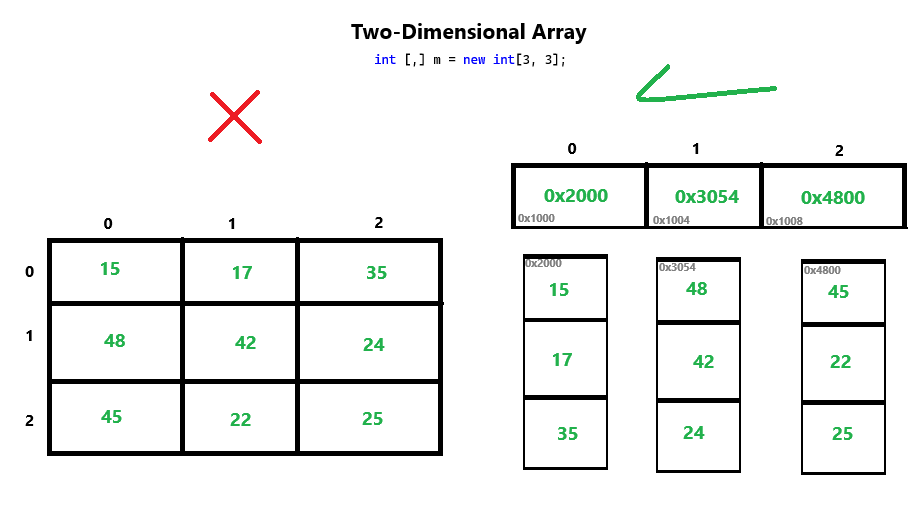 Two-Dimensional Array
int [,] m = new int[3, 3];
0 1 2
0 15 17 35
1 48 42 24
2 45 22 25
0 1 2
0x2000 0x3054 0x4800
0x1000 0x1004 0x1008
0x2000 0x3054 0x4800
15 48 45
17 42 22
35 24 25